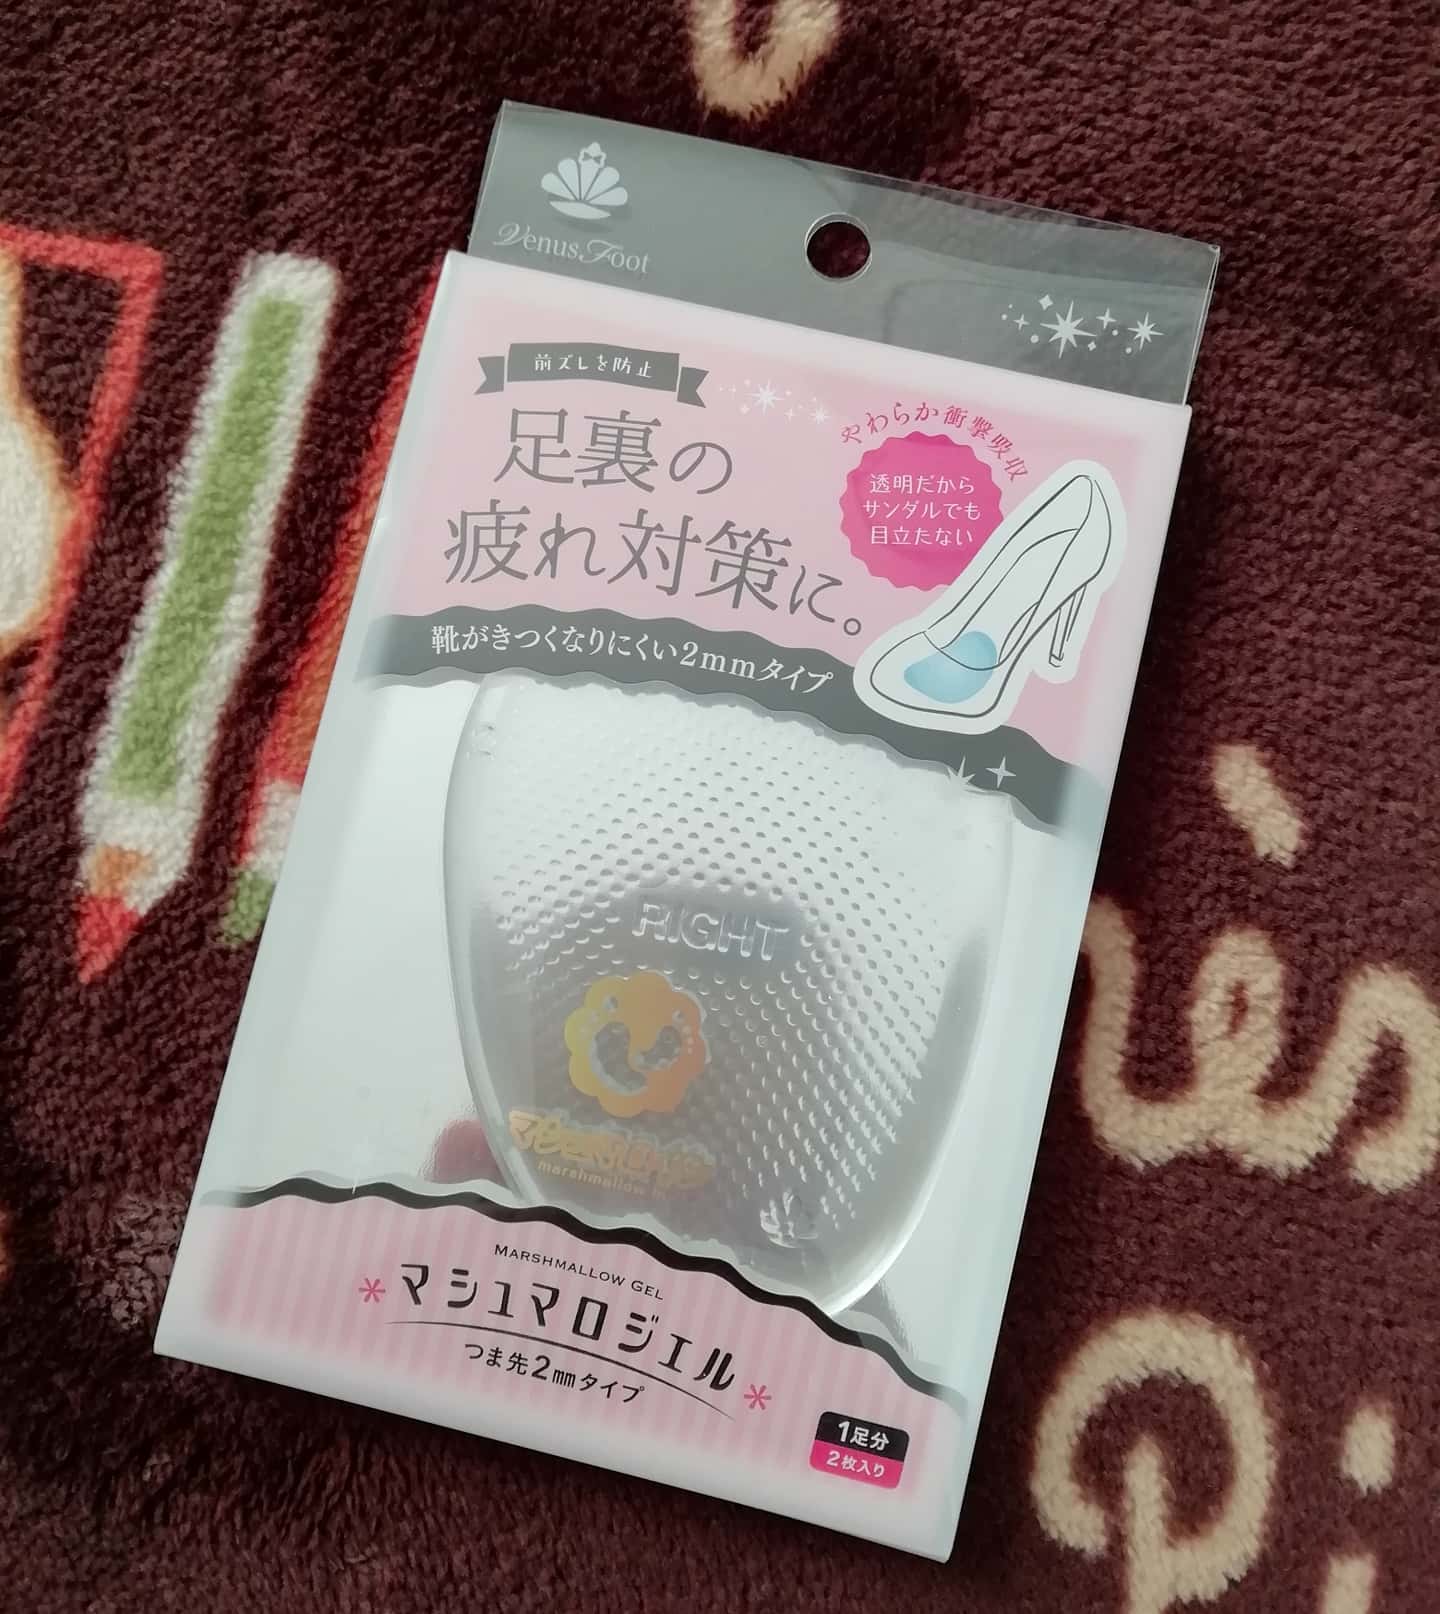 Venus Foot
前ズレを防止
足裏の
疲れ対策に。
やわらか衝撃吸収
透明だから
サンダルでも
目立たない
靴がきつくなりにくい2mmタイプ
RIGHT
marshmallow
MARSHMALLOW GEL
*マシュマロジェル*
つま先2mmタイプ
1足分
2枚入り